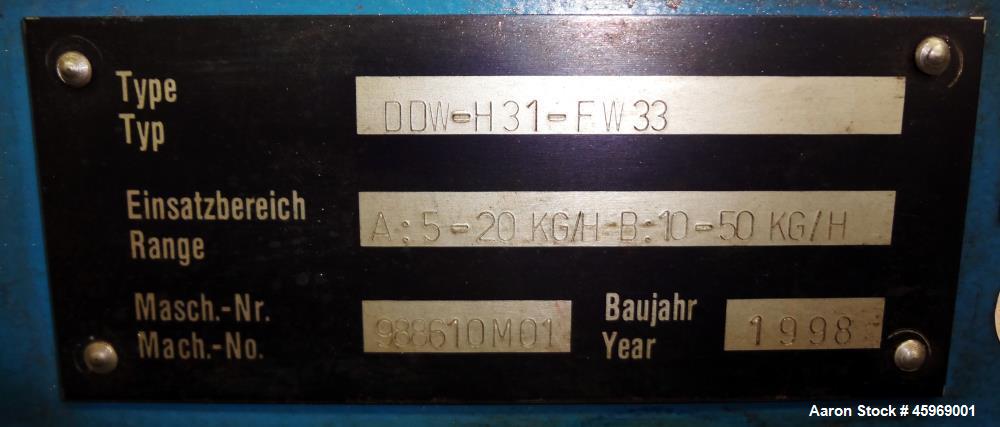 Type
Typ
DDW-H31-FW33
Einsatzbereich
Range
A:5-20 KG/H-B:10-50 KG/H
Masch.-Nr.
Mach.-No.
988610M01
Baujahr
Year
1998
Aaron Stock # 45969001